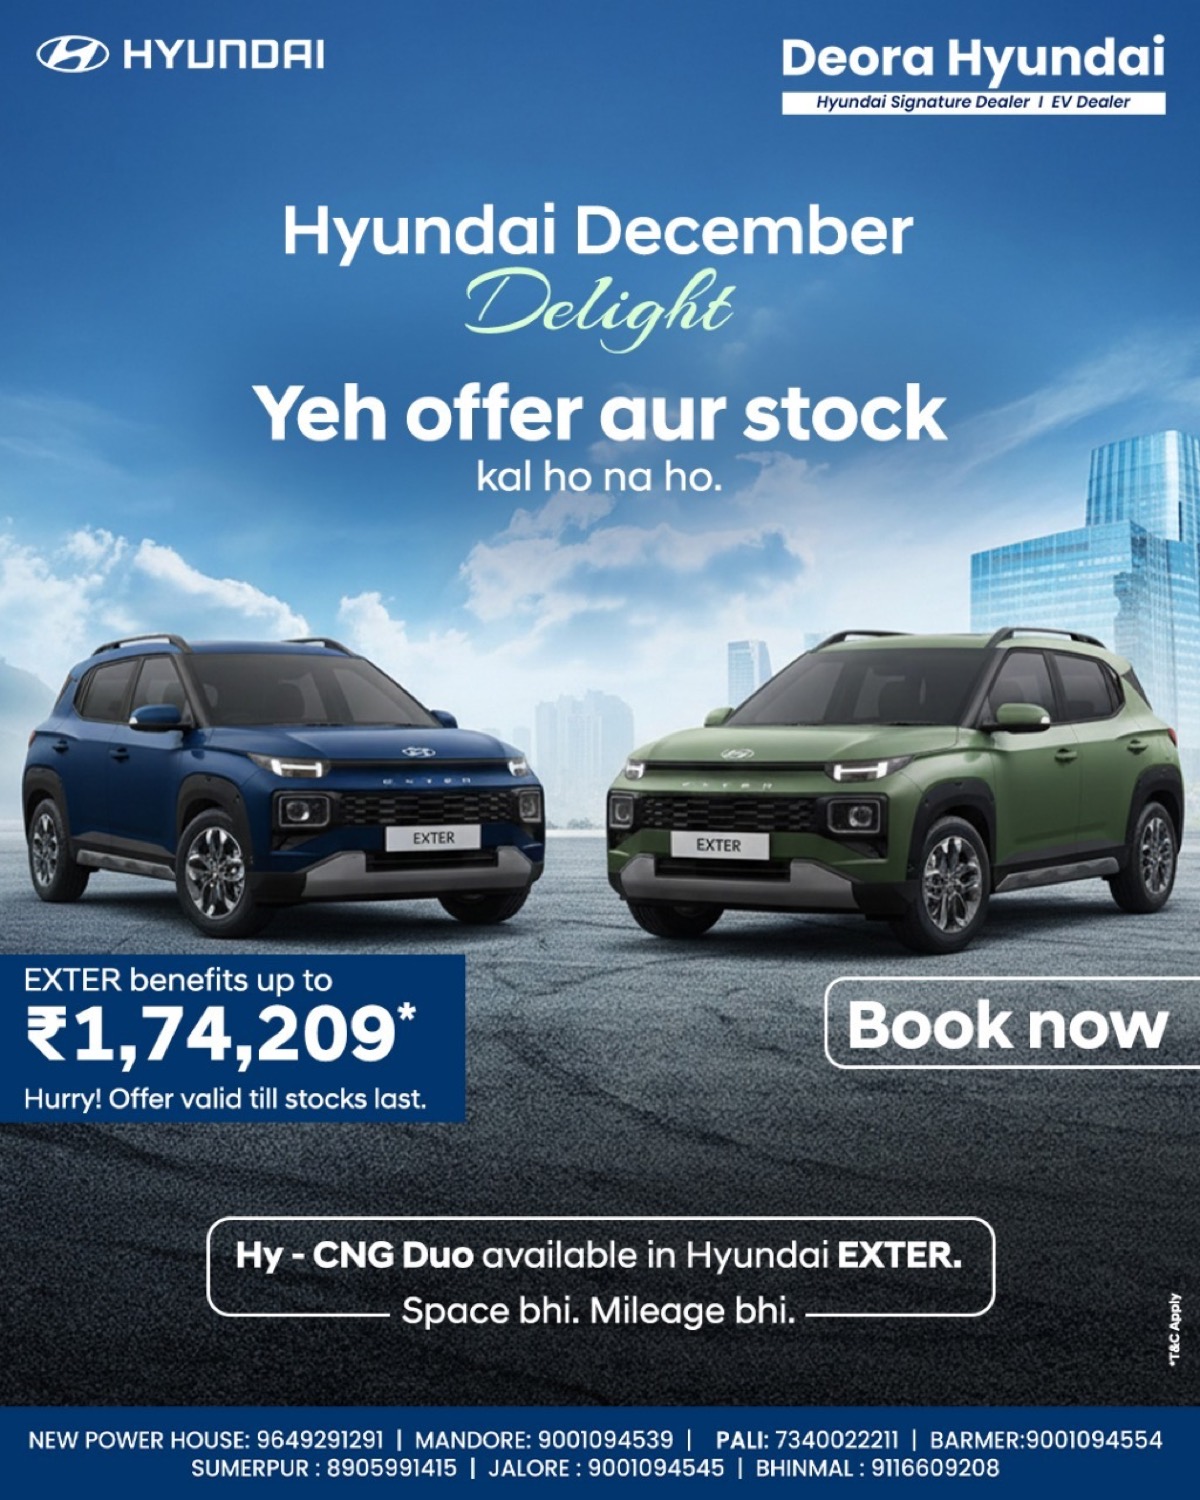 HYUNDAI
Deora Hyundai
Hyundai Signature Dealer I EV Dealer
Hyundai December
Delight
Yeh offer aur stock
kal ho na ho.
EXTER
EXTER
EXTER
EXTER
EXTER benefits up to
₹1,74,209*
Hurry! Offer valid till stocks last.
Book now
Hy - CNG Duo available in Hyundai EXTER.
Space bhi. Mileage bhi.
*T&C Apply
NEW POWER HOUSE: 9649291291 | MANDORE: 9001094539 | PALI: 7340022211 | BARMER:9001094554
SUMERPUR : 8905991415 | JALORE : 9001094545 | BHINMAL : 9116609208